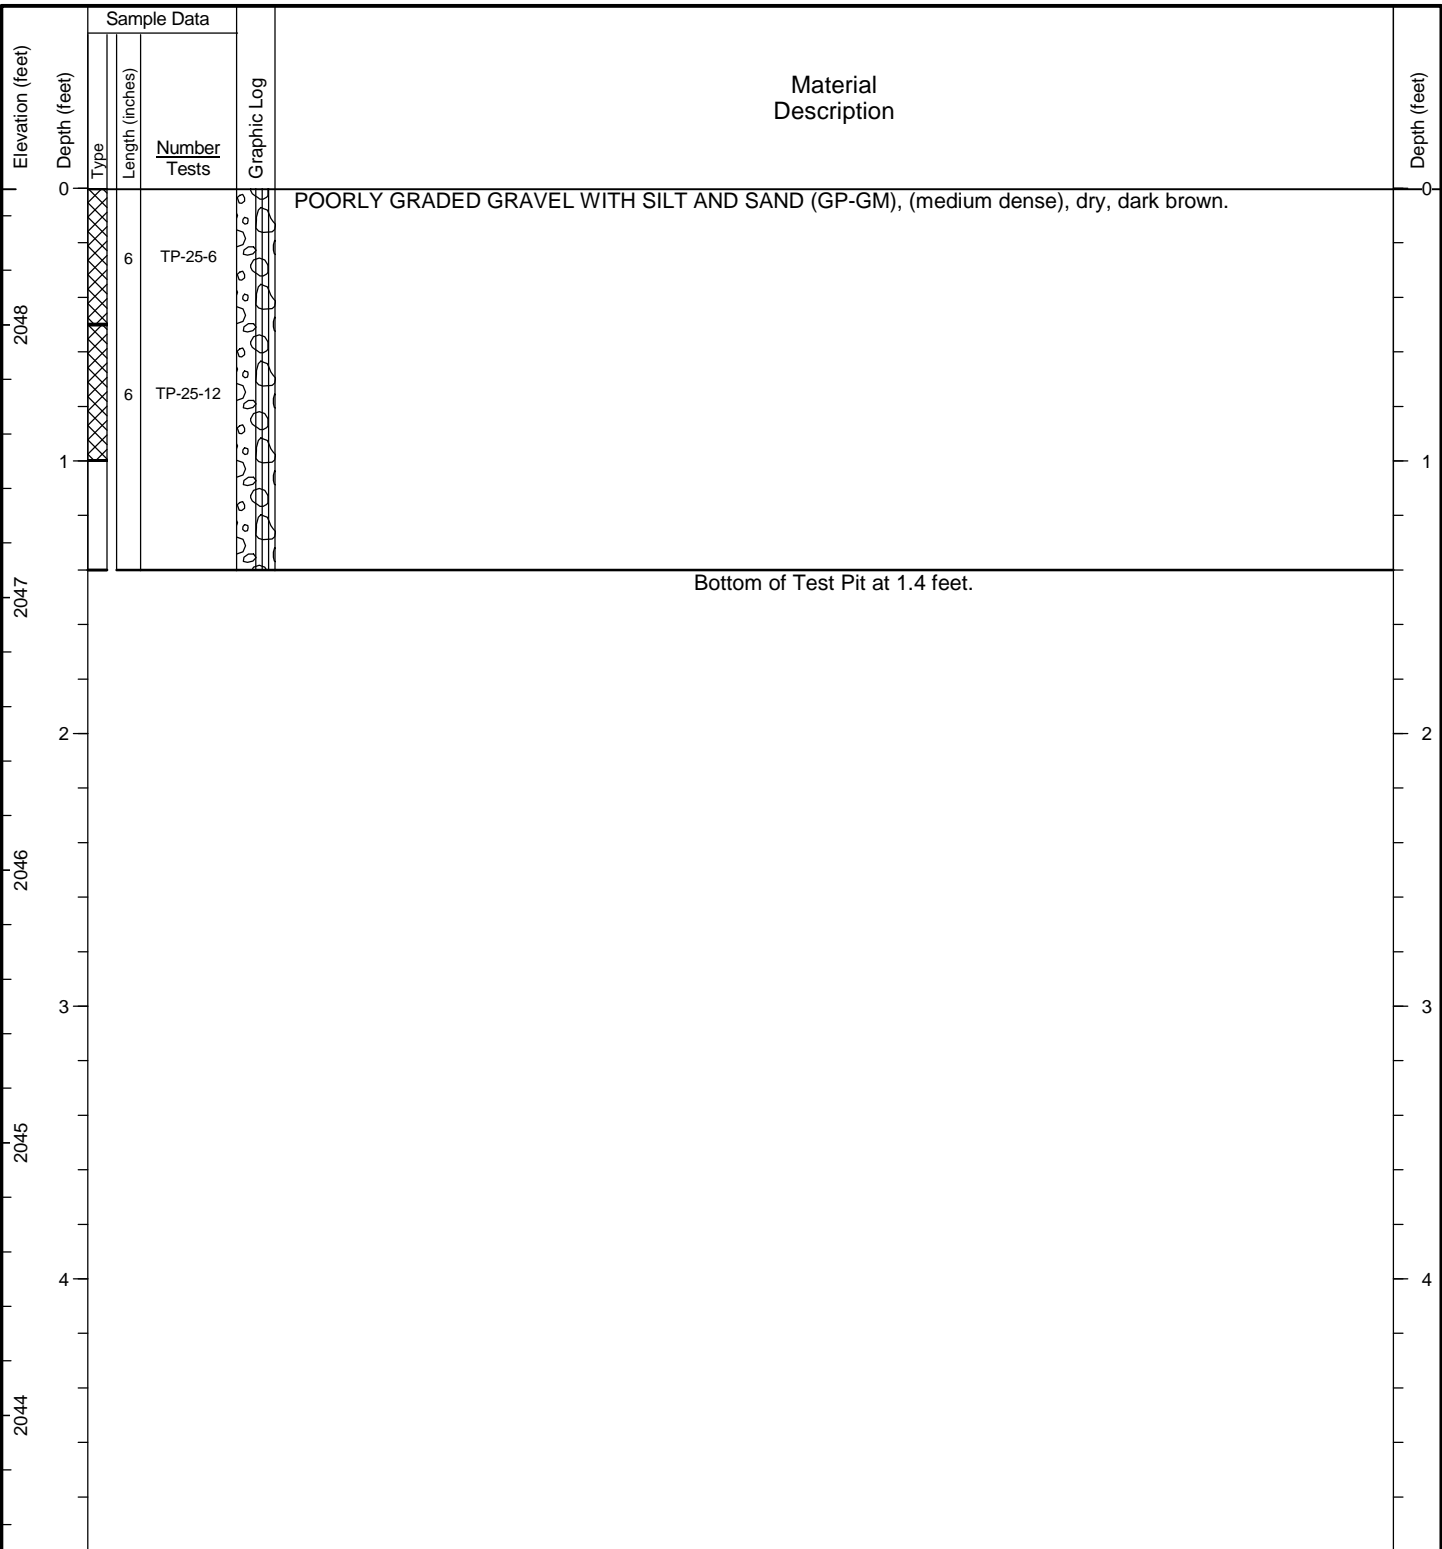 Sample Data
Elevation (feet)
Depth (feet)
Type
Length (inches)
Number
Tests
Graphic Log
Material
Description
Depth (feet)
0
0
POORLY GRADED GRAVEL WITH SILT AND SAND (GP-GM), (medium dense), dry, dark brown.
6
TP-25-6
2048
6
TP-25-12
1
1
Bottom of Test Pit at 1.4 feet.
2047
2
2
2046
3
3
2045
4
4
2044